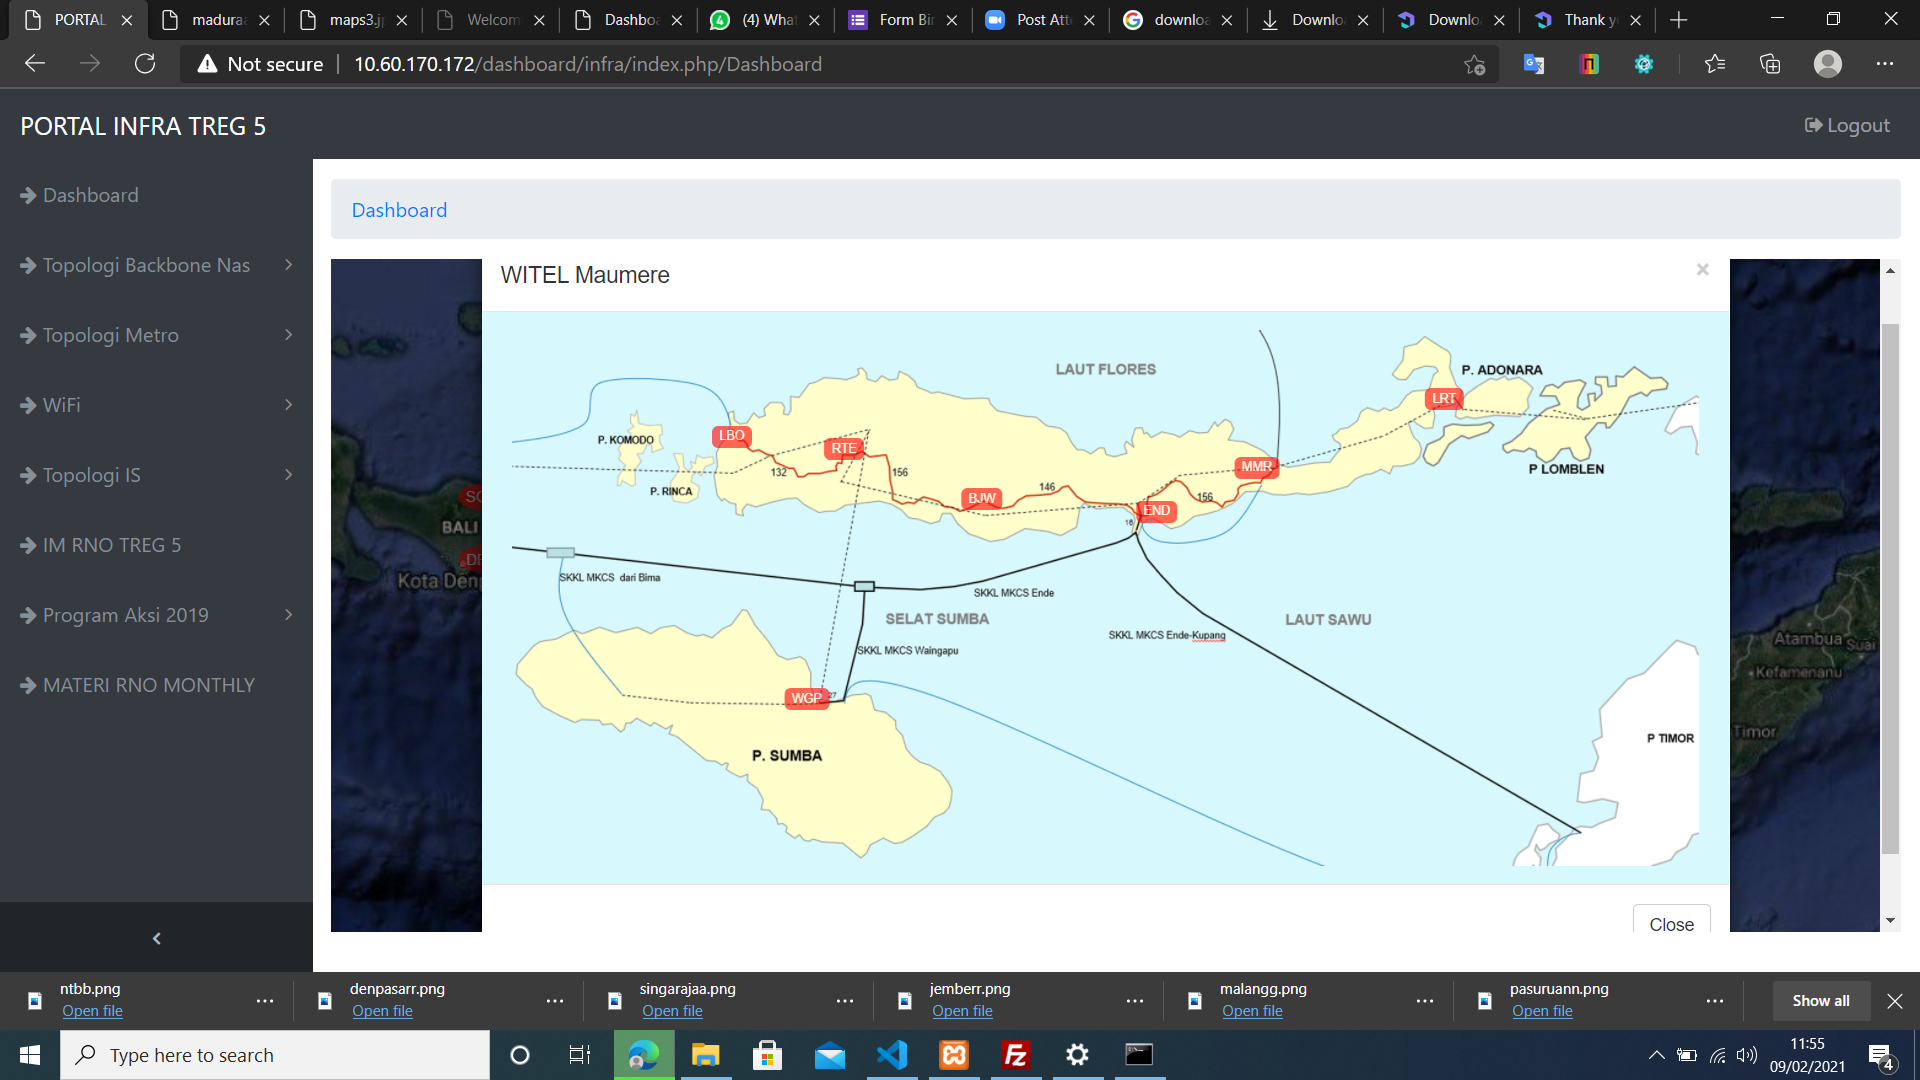 PORTAL
madura
maps3.j
Welcom
Dashbo
(4) What
Form Bi
Post Att
downlo
Downlo
Downlo
Thank y
Not secure
10.60.170.172/dashboard/infra/index.php/Dashboard
PORTAL INFRA TREG 5
Logout
Dashboard
Topologi Backbone Nas
Topologi Metro
WiFi
Topologi IS
IM RNO TREG 5
Program Aksi 2019
MATERI RNO MONTHLY
Dashboard
WITEL Maumere
×
LAUT FLORES
P. ADONARA
LRT
P. KOMODO
LBO
RTE
132
156
P. RINCA
BJW
146
MMR
156
END
16
P LOMBLEN
SKKL MKCS dari Bima
SKKL MKCS Ende
SELAT SUMBA
LAUT SAWU
SKKL MKCS Ende-Kupang
SKKL MKCS Waingapu
WGP
27
P. SUMBA
P TIMOR
BALI
Kota Denp
Atambua
Suai
Kefamenanu
Timor
Close
ntbb.png
Open file
denpasarr.png
Open file
singarajaa.png
Open file
jemberr.png
Open file
malangg.png
Open file
pasuruann.png
Open file
Show all
Type here to search
11:55
09/02/2021
4